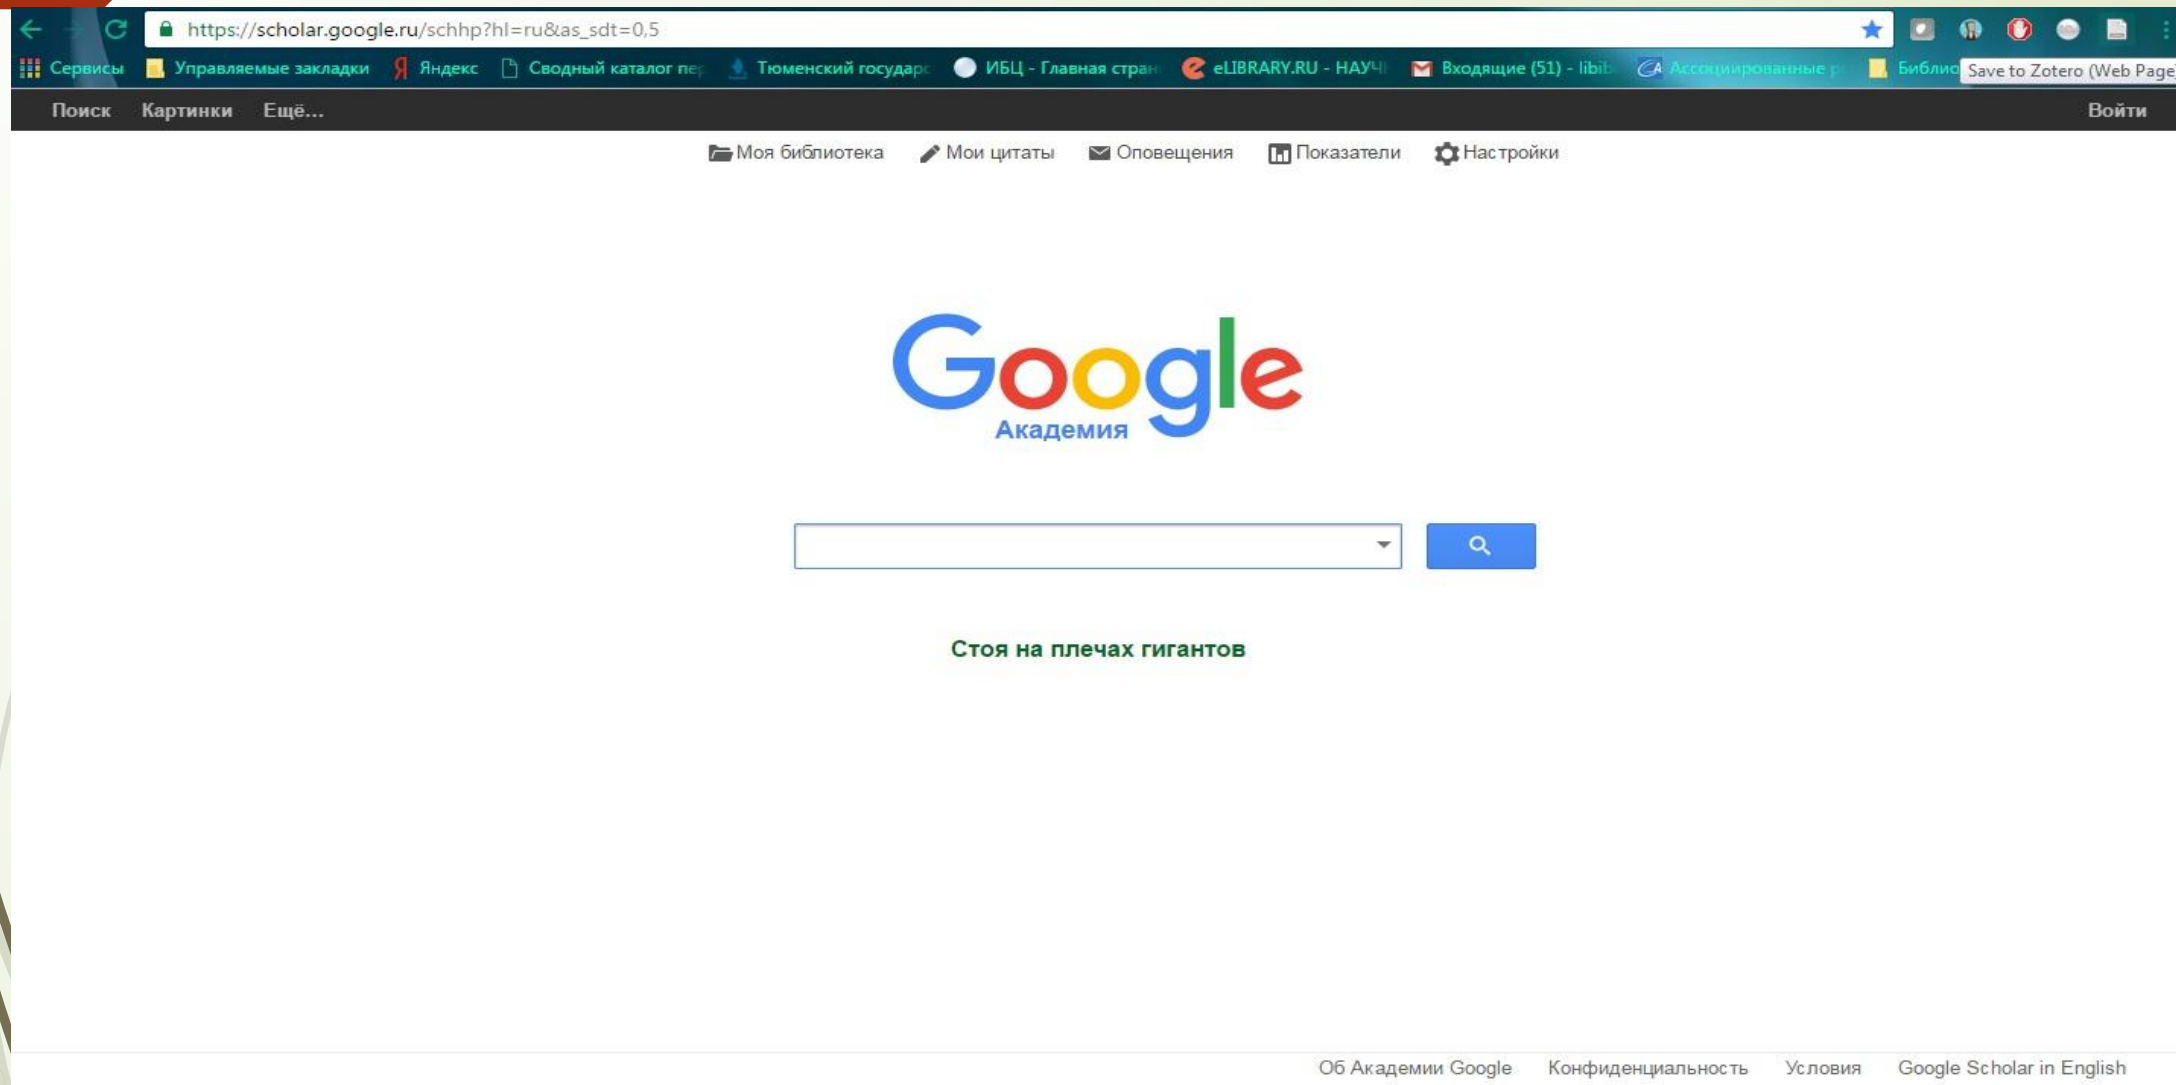 https://scholar.google.ru/schhp?hl=ru&as_sdt=0,5
Сервисы Управляемые закладки Яндекс Сводный каталог пер Тюменский государс ИБЦ - Главная стран eLIBRARY.RU - НАУЧ Входящие (51) - libib Ассоциированные р Библио Save to Zotero (Web Page
Поиск Картинки Ещё... Войти
Моя библиотека Мои цитаты Оповещения Показатели Настройки
Google
Академия
Стоя на плечах гигантов
Об Академии Google Конфиденциальность Условия Google Scholar in English